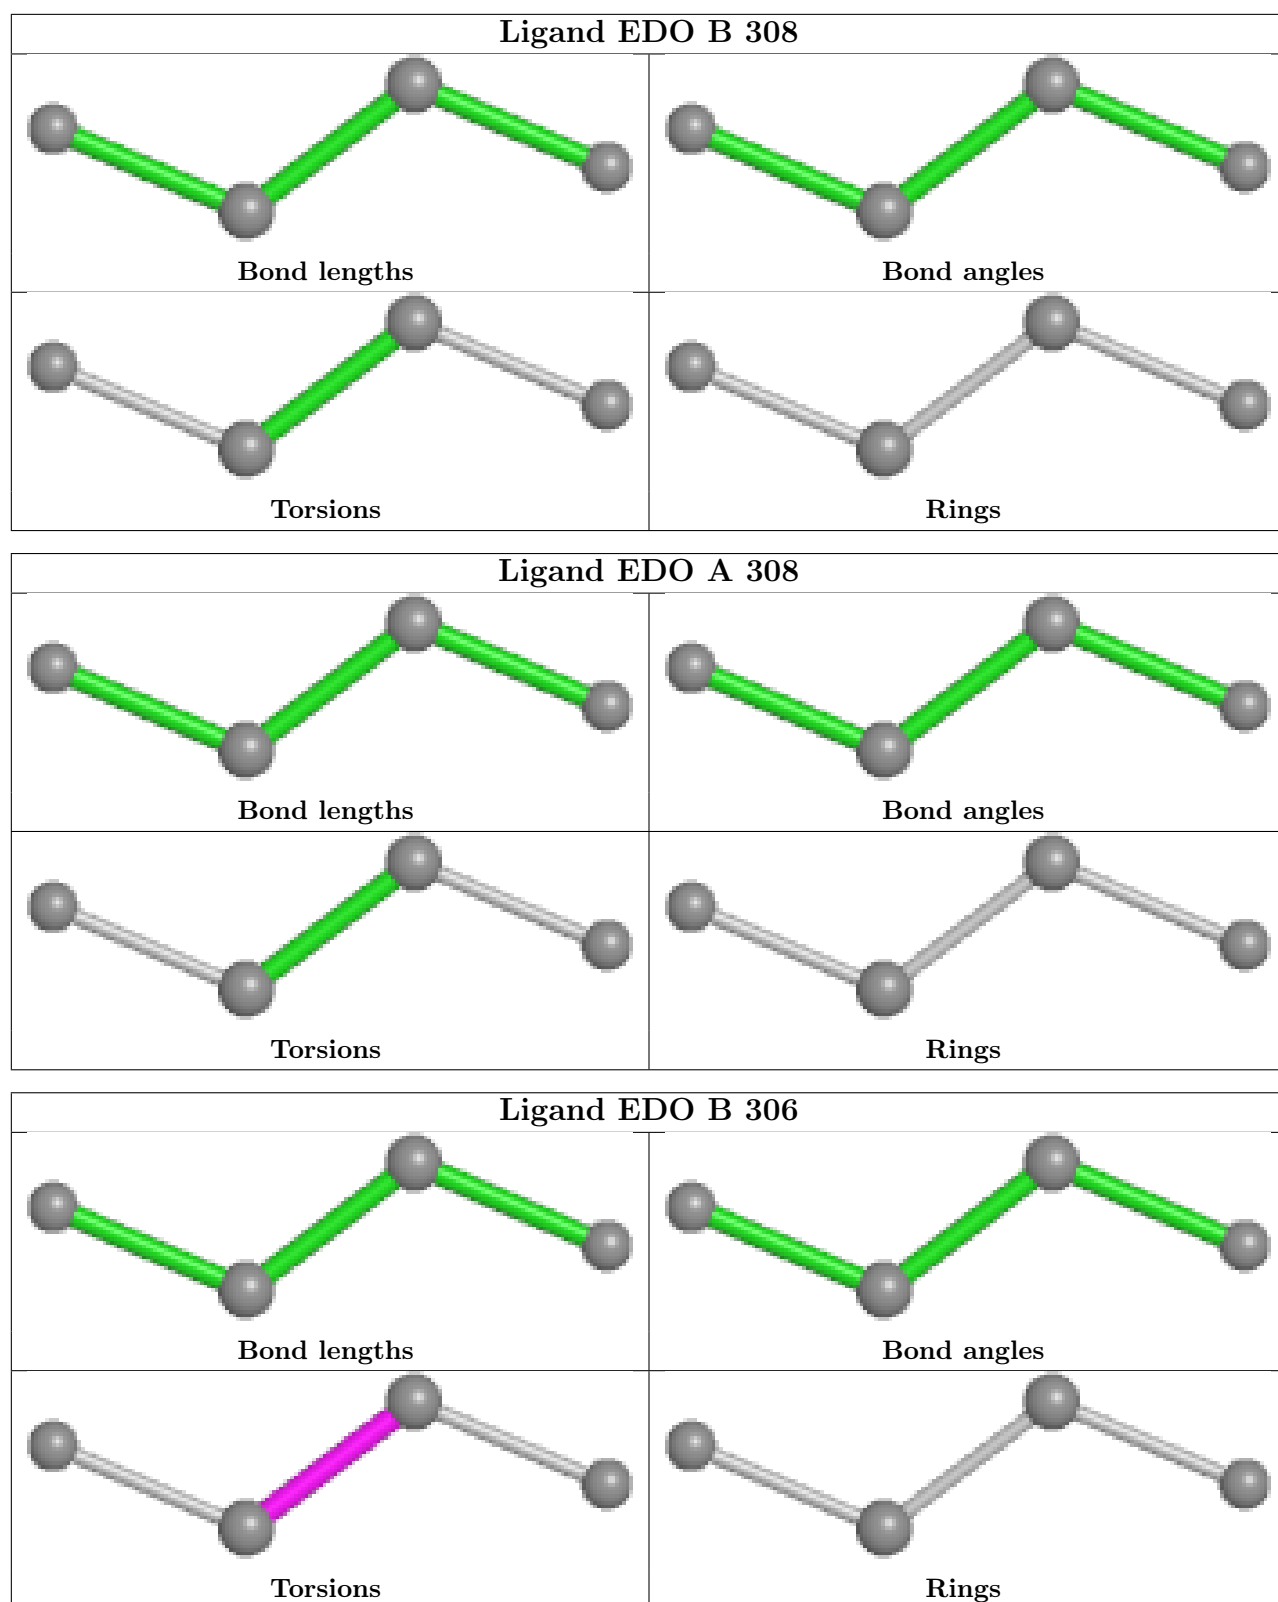 Ligand EDO B 308
Bond lengths
Bond angles
Torsions
Rings
Ligand EDO A 308
Bond lengths
Bond angles
Torsions
Rings
Ligand EDO B 306
Bond lengths
Bond angles
Torsions
Rings